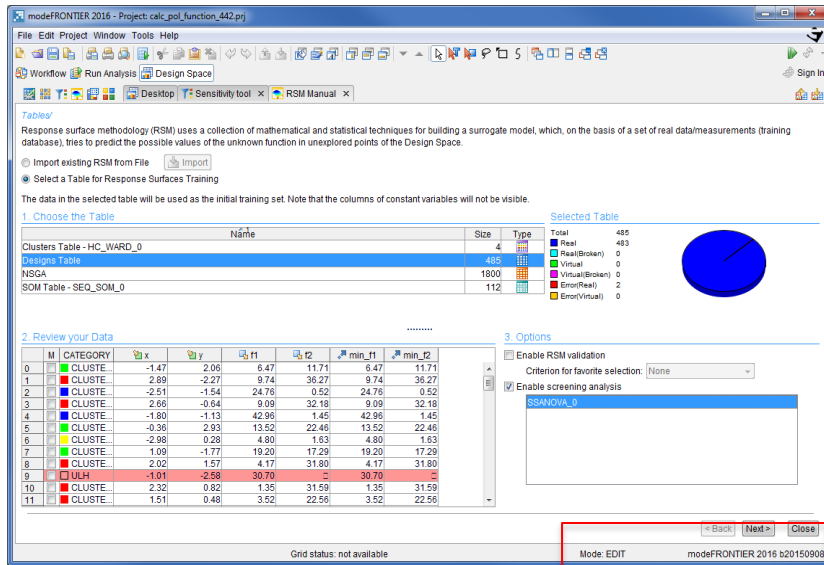 modeFRONTIER 2016 - Project: calc_pol_function_442.prj
File Edit Project Window Tools Help
Workflow Run Analysis Design Space Sign In
Desktop Sensitivity tool × RSM Manual ×
Tables/
Response surface methodology (RSM) uses a collection of mathematical and statistical techniques for building a surrogate model, which, on the basis of a set of real data/measurements (training
database), tries to predict the possible values of the unknown function in unexplored points of the Design Space.
Import existing RSM from File Import
Select a Table for Response Surfaces Training
The data in the selected table will be used as the initial training set. Note that the columns of constant variables will not be visible.
1. Choose the Table
Name Size Type
Clusters Table - HC_WARD_0 4
Designs Table 485
NSGA 1800
SOM Table - SEQ_SOM_0 112
Selected Table
Total 485
Real 483
Real(Broken) 0
Virtual 0
Virtual(Broken) 0
Error(Real) 2
Error(Virtual) 0
2. Review your Data
M CATEGORY x y f1 f2 min_f1 min_f2
0 CLUSTE... -1.47 2.06 6.47 11.71 6.47 11.71
1 CLUSTE... 2.89 -2.27 9.74 36.27 9.74 36.27
2 CLUSTE... -2.51 -1.54 24.76 0.52 24.76 0.52
3 CLUSTE... 2.66 -0.64 9.09 32.18 9.09 32.18
4 CLUSTE... -1.80 -1.13 42.96 1.45 42.96 1.45
5 CLUSTE... -0.36 2.93 13.52 22.46 13.52 22.46
6 CLUSTE... -2.98 0.28 4.80 1.63 4.80 1.63
7 CLUSTE... 1.09 -1.77 19.20 17.29 19.20 17.29
8 CLUSTE... 2.02 1.57 4.17 31.80 4.17 31.80
9 ULH -1.01 -2.58 30.70 30.70
10 CLUSTE... 2.32 0.82 1.35 31.59 1.35 31.59
11 CLUSTE... 1.51 0.48 3.52 22.56 3.52 22.56
3. Options
Enable RSM validation
Criterion for favorite selection: None
Enable screening analysis
SSANOVA_0
< Back Next > Close
Grid status: not available Mode: EDIT modeFRONTIER 2016 b20150908